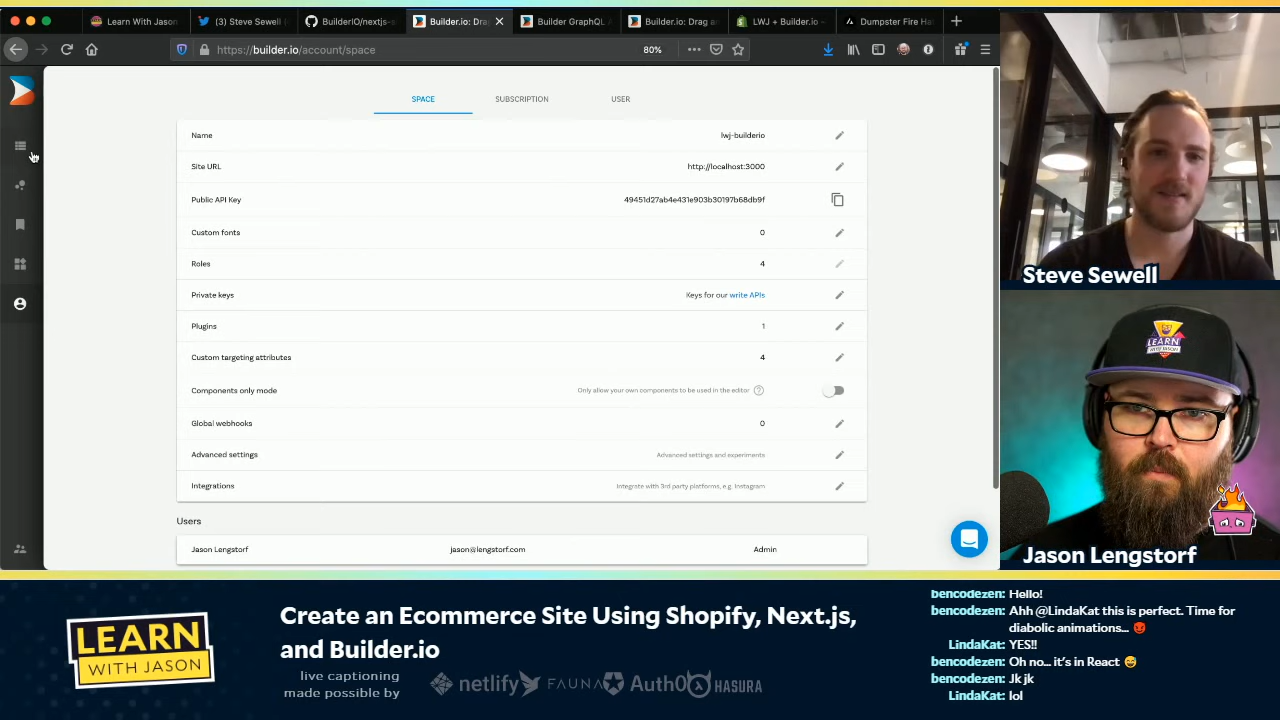 Learn With Jason
(3) Steve Sewell (
BuilderIO/nextjs-s
Builder.io: Dra
Builder GraphQL A
Builder.io: Drag an
LWJ + Builder.io –
Dumpster Fire Ha
https://builder.io/account/space
80%
SPACE
SUBSCRIPTION
USER
Name
lwj-builderio
Site URL
http://localhost:3000
Public API Key
49451d27ab4e431e903b30197b68db9f
Custom fonts
0
Roles
4
Private keys
Keys for our write APIs
Plugins
1
Custom targeting attributes
4
Components only mode
Only allow your own components to be used in the editor
Global webhooks
0
Advanced settings
Advanced settings and experiments
Integrations
Integrate with 3rd party platforms, e.g. Instagram
Users
Jason Lengstorf
jason@lengstorf.com
Admin
Steve Sewell
LEARN
WITH JASON
Jason Lengstorf
LEARN
WITH JASON
Create an Ecommerce Site Using Shopify, Next.js,
and Builder.io
live captioning
made possible by
netlify
FAUNA
Auth0
HASURA
bencodezen: Hello!
bencodezen: Ahh @LindaKat this is perfect. Time for
diabolic animations... 😈
LindaKat: YES!!
bencodezen: Oh no... it's in React 😅
bencodezen: Jk jk
LindaKat: lol